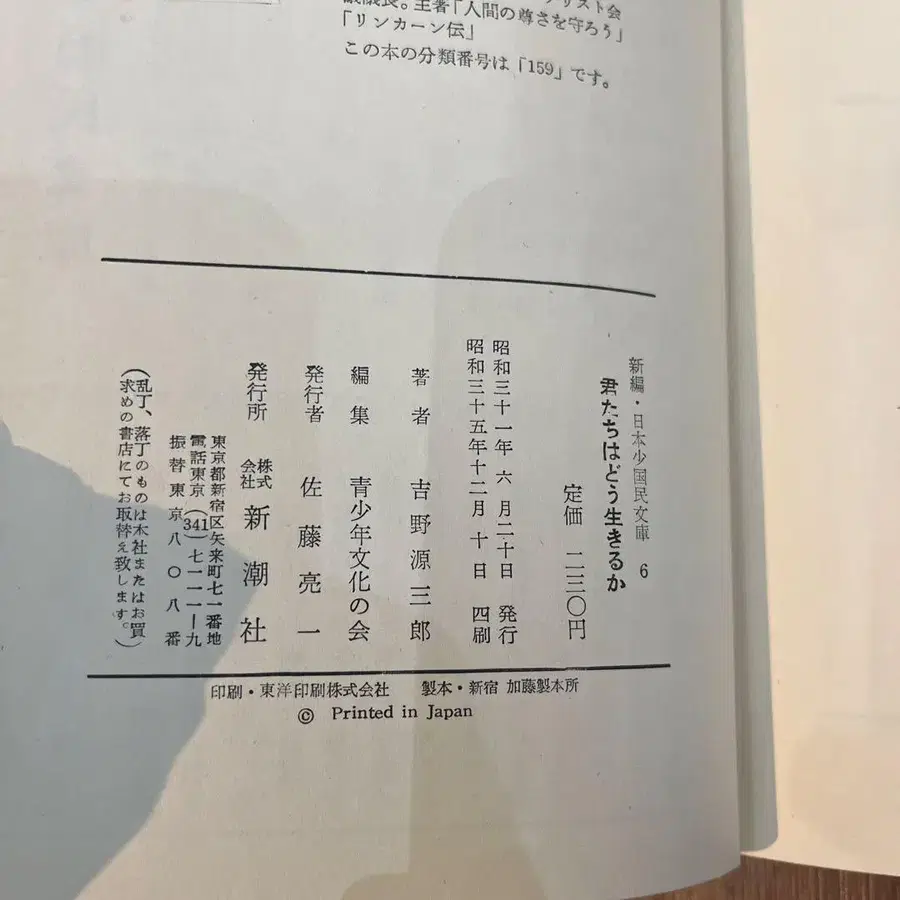 リスト会
議議長。主著「人間の尊さを守ろう」
「リンカーン伝」
この本の分類番号は「159」です。
新編・日本少国民文庫 6
君たちはどう生きるか
定価 二三〇円
昭和三十一年 六 月二十日 発行
昭和三十五年十二月 十 日 四刷
著者 吉野源三郎
編集 青少年文化の会
発行者 佐藤亮一
発行所 株式会社 新潮社
東京都新宿区矢来町七一番地
電話東京(341)七一一一―九
振替東京八〇八番
(乱丁、落丁のものは本社またはお買
求めの書店にてお取替え致します。)
印刷・東洋印刷株式会社 製本・新宿 加藤製本所
© Printed in Japan